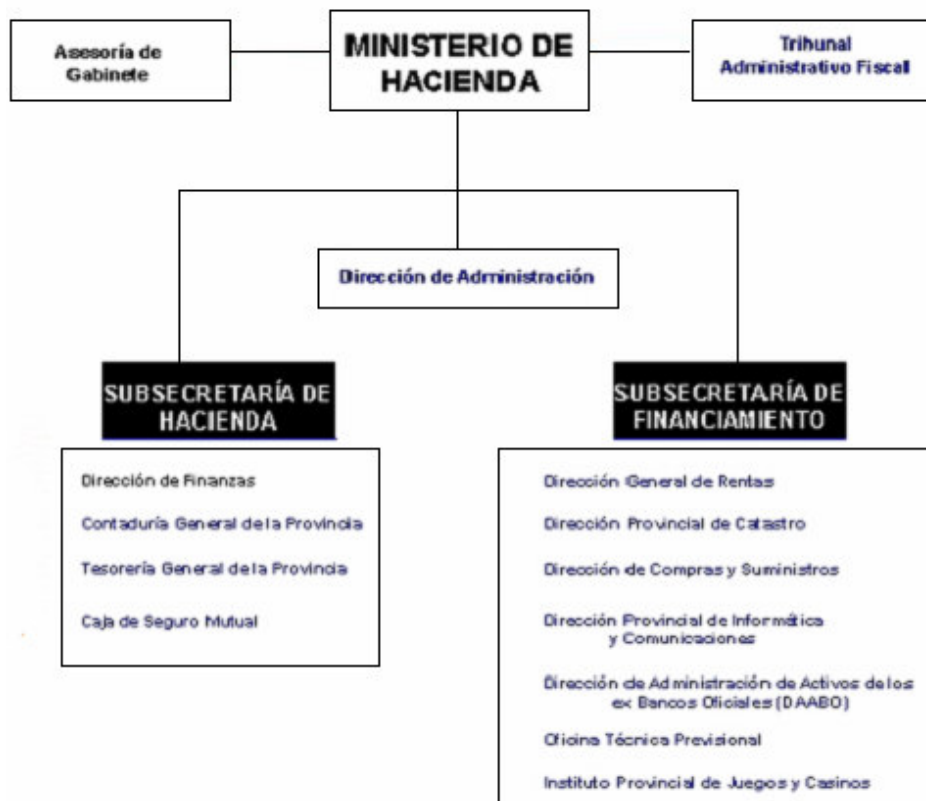 Asesoría de
Gabinete
MINISTERIO DE
HACIENDA
Tribunal
Administrativo Fiscal
Dirección de Administración
SUBSECRETARÍA DE
HACIENDA
Dirección de Finanzas
Contaduría General de la Provincia
Tesorería General de la Provincia
Caja de Seguro Mutual
SUBSECRETARÍA DE
FINANCIAMIENTO
Dirección General de Rentas
Dirección Provincial de Catastro
Dirección de Compras y Suministros
Dirección Provincial de Informática
y Comunicaciones
Dirección de Administración de Activos de los
ex Bancos Oficiales (DAABO)
Oficina Técnica Previsional
Instituto Provincial de Juegos y Casinos